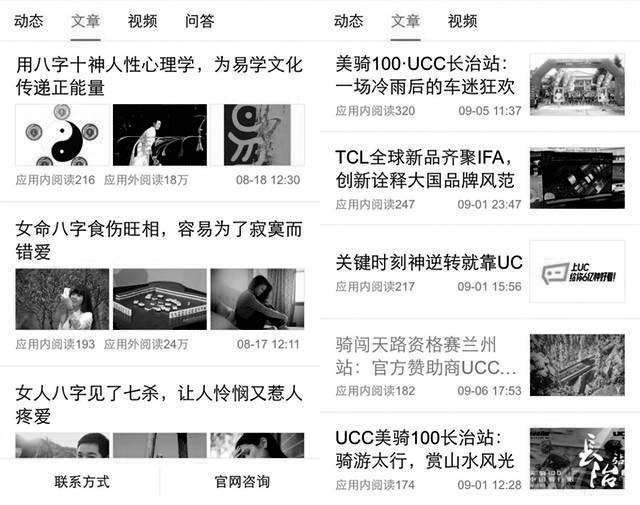 动态 文章 视频 问答
用八字十神人性心理学，为易学文化
传递正能量
应用内阅读216 应用外阅读18万 08-18 12:30
女命八字食伤旺相，容易为了寂寞而
错爱
应用内阅读193 应用外阅读24万 08-17 12:11
女人八字见了七杀，让人怜悯又惹人
疼爱
联系方式 官网咨询
动态 文章 视频
美骑100·UCC长治站：
一场冷雨后的车迷狂欢
应用内阅读320 09-05 11:37
TCL全球新品齐聚IFA，
创新诠释大国品牌风范
应用内阅读247 09-01 23:47
关键时刻神逆转就靠UC
应用内阅读217 09-01 15:56
上UC
给你6亿种好看!
骑闯天路资格赛兰州
站：官方赞助商UCC…
应用内阅读182 09-06 17:53
UCC美骑100长治站：
骑游太行，赏山水风光
应用内阅读174 09-01 12:28
长治站